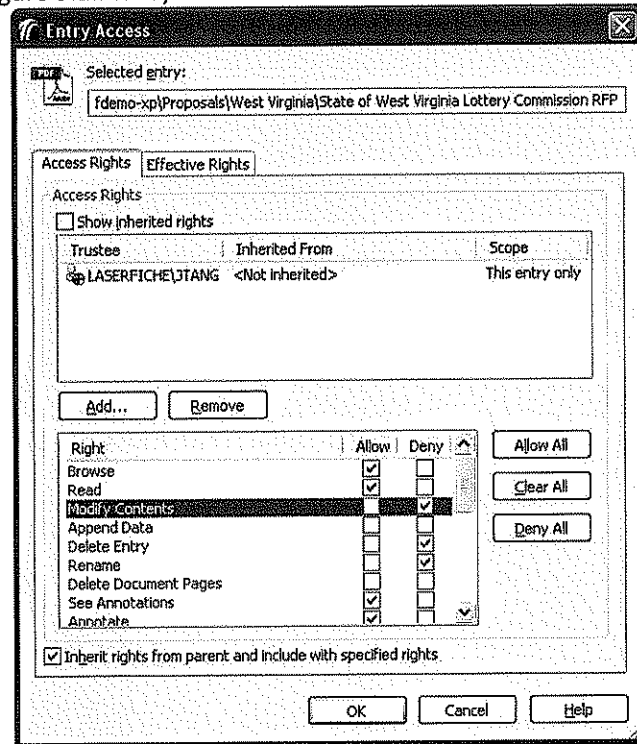 Entry Access
PDF
Adobe
Selected entry:
fdemo-xp\Proposals\West Virginia\State of West Virginia Lottery Commission RFP
Access Rights
Effective Rights
Access Rights
Show inherited rights
Trustee Inherited From Scope
LASERFICHE\JTANG <Not inherited> This entry only
Add... Remove
Right Allow Deny
Allow All
Browse
Read
Clear All
Modify Contents
Append Data
Deny All
Delete Entry
Rename
Delete Document Pages
See Annotations
Annotate
Inherit rights from parent and include with specified rights
OK Cancel Help